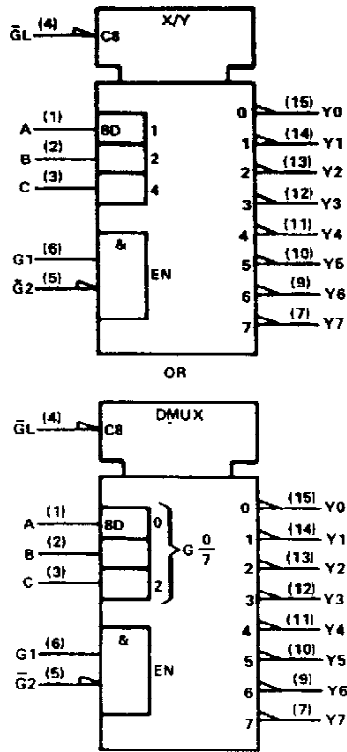 X/Y
G̅L (4) C8
A (1) 8D 1 0 (15) Y0
B (2) 2 1 (14) Y1
C (3) 4 2 (13) Y2
3 (12) Y3
& 4 (11) Y4
G1 (6) EN 5 (10) Y5
G̅2 (5) 6 (9) Y6
7 (7) Y7
OR
DMUX
G̅L (4) C8
A (1) 8D 0 0 (15) Y0
B (2) G 0/7 1 (14) Y1
C (3) 2 2 (13) Y2
3 (12) Y3
& 4 (11) Y4
G1 (6) EN 5 (10) Y5
G̅2 (5) 6 (9) Y6
7 (7) Y7